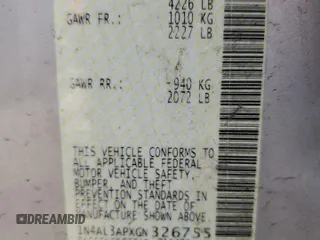 4226 LB
GAWR FR.: 1010 KG
2227 LB
GAWR RR.: 940 KG
2072 LB
THIS VEHICLE CONFORMS TO
ALL APPLICABLE FEDERAL
MOTOR VEHICLE SAFETY,
BUMPER, AND THEFT
PREVENTION STANDARDS IN
EFFECT ON THE DATE OF
MANUFACTURE SHOWN ABOVE.
1N4AL3APXGN326755
DREAMBID